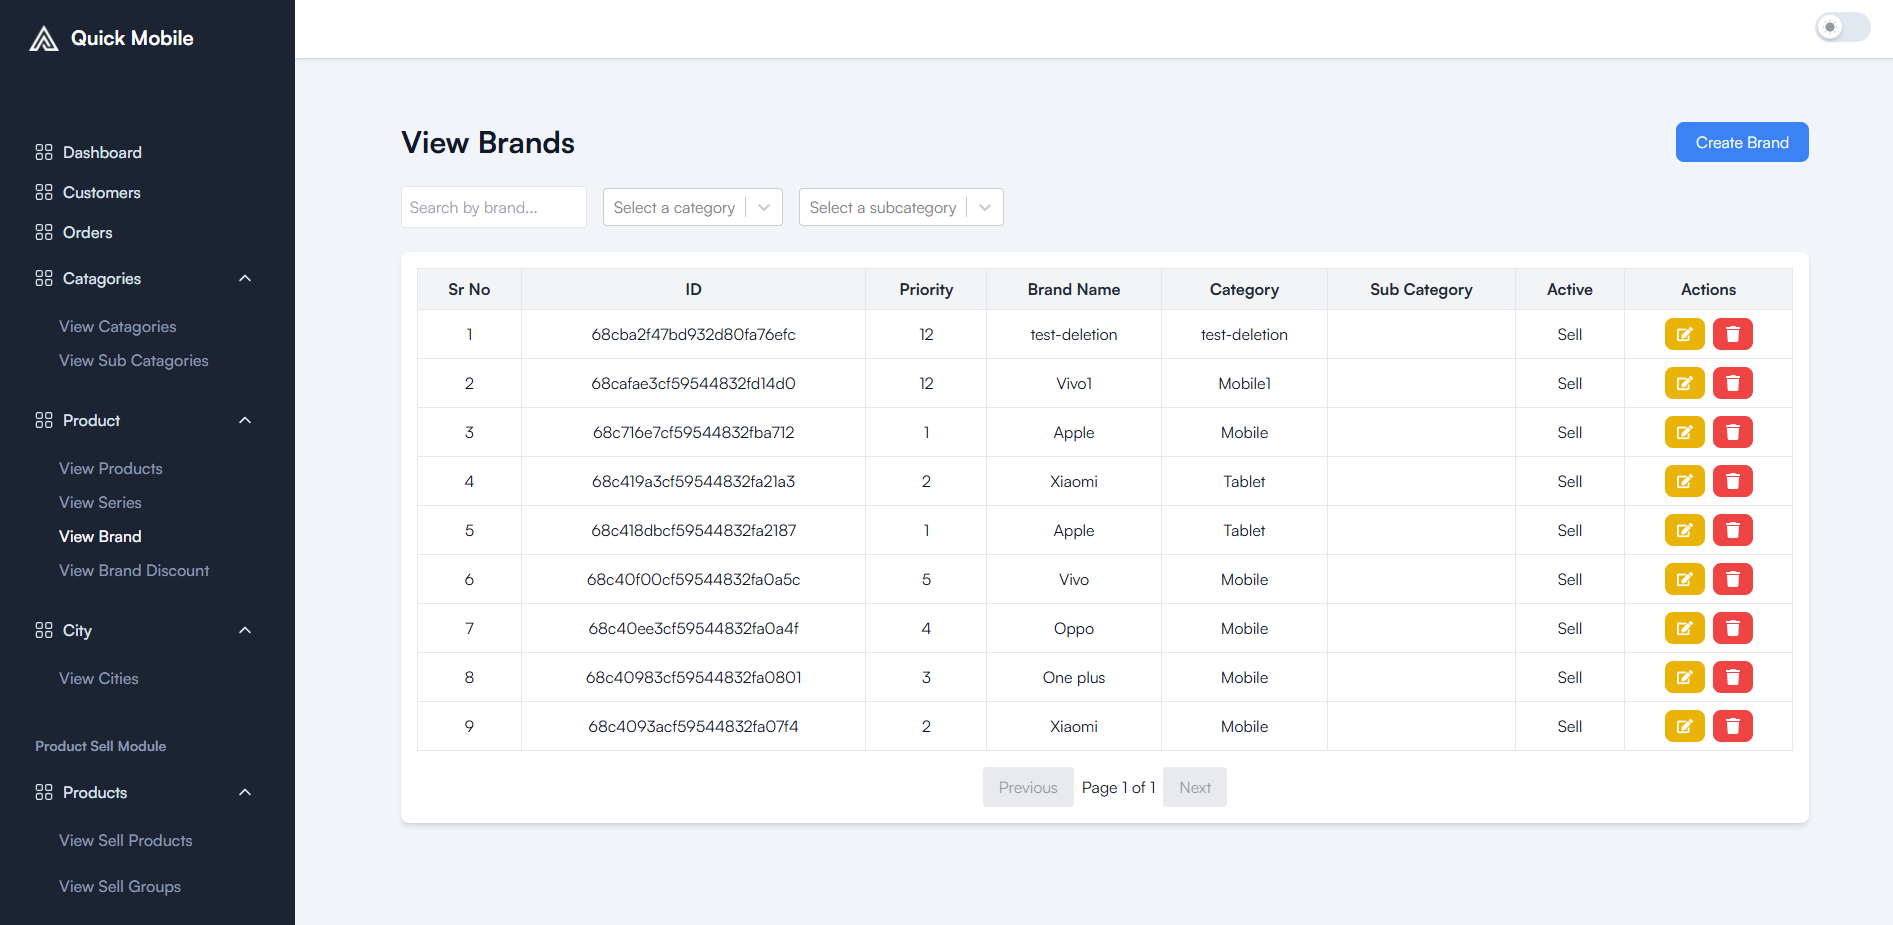 Quick Mobile
Dashboard
Customers
Orders
Catagories
View Catagories
View Sub Catagories
Product
View Products
View Series
View Brand
View Brand Discount
City
View Cities
Product Sell Module
Products
View Sell Products
View Sell Groups
View Brands
Create Brand
Search by brand...
Select a category
Select a subcategory
Sr No ID Priority Brand Name Category Sub Category Active Actions
1 68cba2f47bd932d80fa76efc 12 test-deletion test-deletion Sell
2 68cafae3cf59544832fd14d0 12 Vivo1 Mobile1 Sell
3 68c716e7cf59544832fba712 1 Apple Mobile Sell
4 68c419a3cf59544832fa21a3 2 Xiaomi Tablet Sell
5 68c418dbcf59544832fa2187 1 Apple Tablet Sell
6 68c40f00cf59544832fa0a5c 5 Vivo Mobile Sell
7 68c40ee3cf59544832fa0a4f 4 Oppo Mobile Sell
8 68c40983cf59544832fa0801 3 One plus Mobile Sell
9 68c4093acf59544832fa07f4 2 Xiaomi Mobile Sell
Previous Page 1 of 1 Next